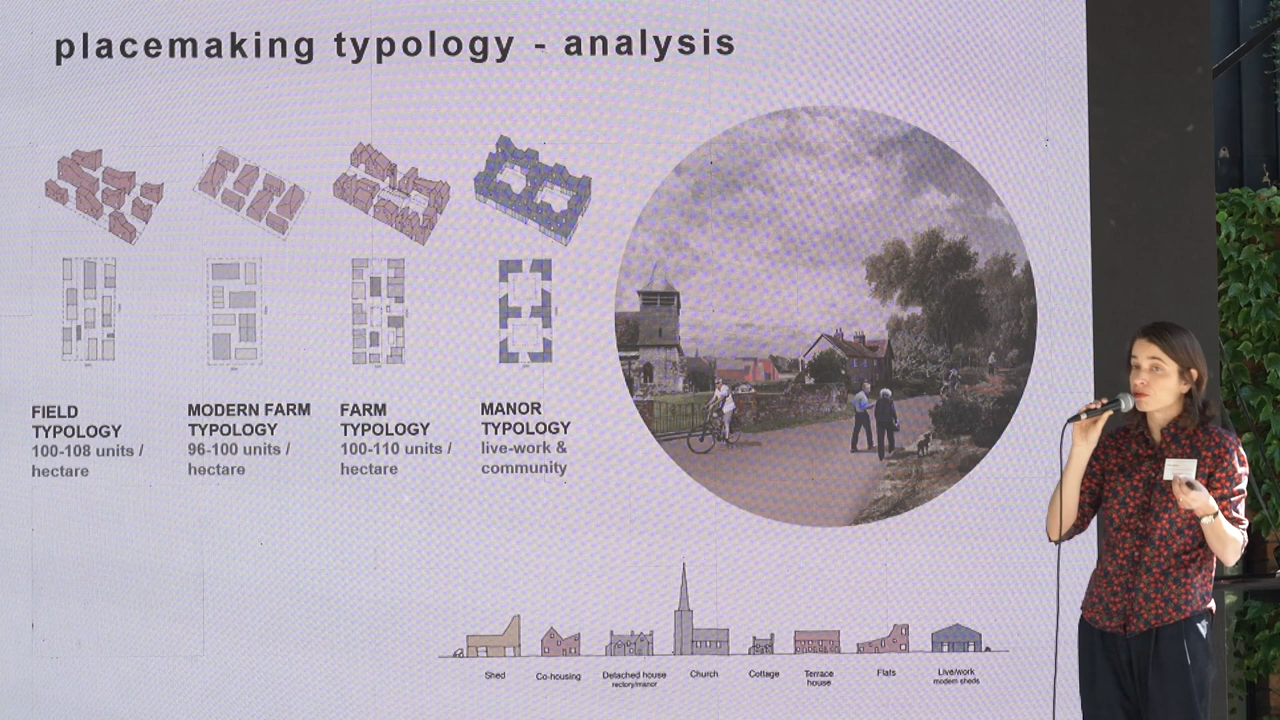 placemaking typology - analysis
FIELD
TYPOLOGY
100-108 units /
hectare
MODERN FARM
TYPOLOGY
96-100 units /
hectare
FARM
TYPOLOGY
100-110 units /
hectare
MANOR
TYPOLOGY
live-work &
community
Shed
Co-housing
Detached house
rectory/manor
Church
Cottage
Terrace
house
Flats
Live/work
modern sheds